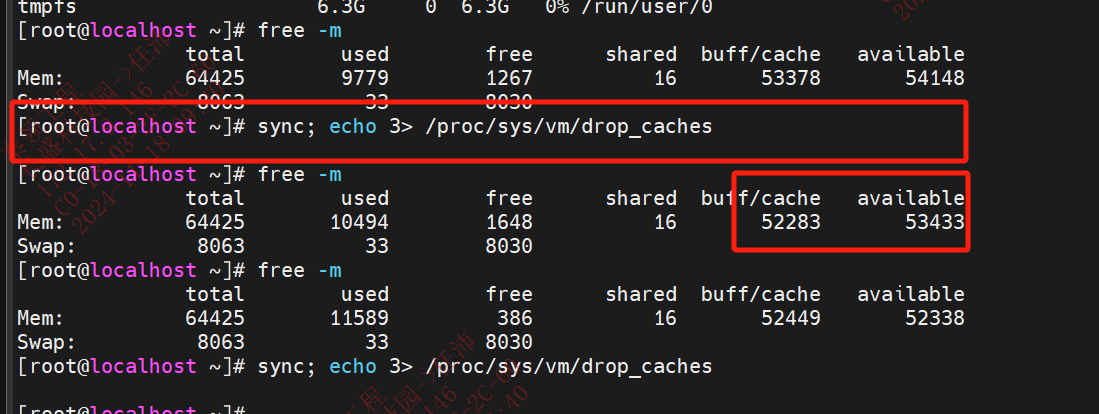 tmpfs 6.3G 0 6.3G 0% /run/user/0
[root@localhost ~]# free -m
total used free shared buff/cache available
Mem: 64425 9779 1267 16 53378 54148
Swap: 8063 33 8030
[root@localhost ~]# sync; echo 3> /proc/sys/vm/drop_caches
[root@localhost ~]# free -m
total used free shared buff/cache available
Mem: 64425 10494 1648 16 52283 53433
Swap: 8063 33 8030
[root@localhost ~]# free -m
total used free shared buff/cache available
Mem: 64425 11589 386 16 52449 52338
Swap: 8063 33 8030
[root@localhost ~]# sync; echo 3> /proc/sys/vm/drop_caches
[root@localhost ~]#